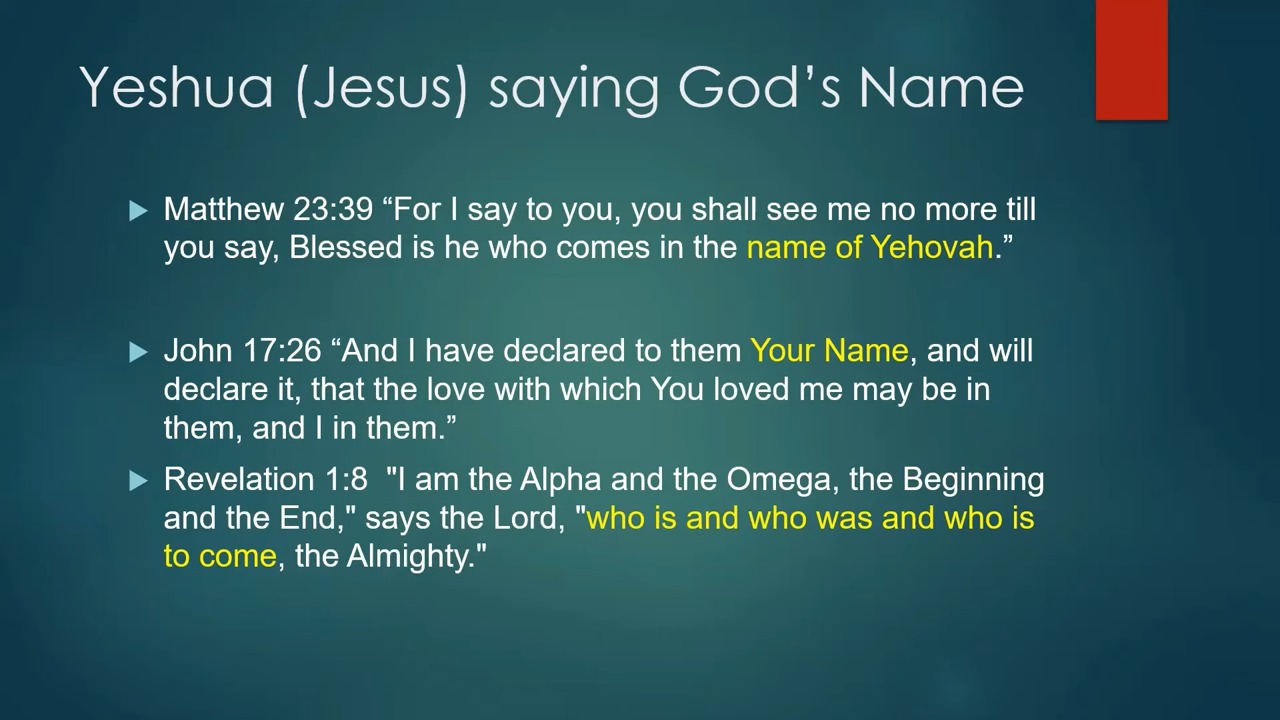 Yeshua (Jesus) saying God’s Name
Matthew 23:39 “For I say to you, you shall see me no more till
you say, Blessed is he who comes in the name of Yehovah.”
John 17:26 “And I have declared to them Your Name, and will
declare it, that the love with which You loved me may be in
them, and I in them.”
Revelation 1:8  "I am the Alpha and the Omega, the Beginning
and the End," says the Lord, "who is and who was and who is
to come, the Almighty."